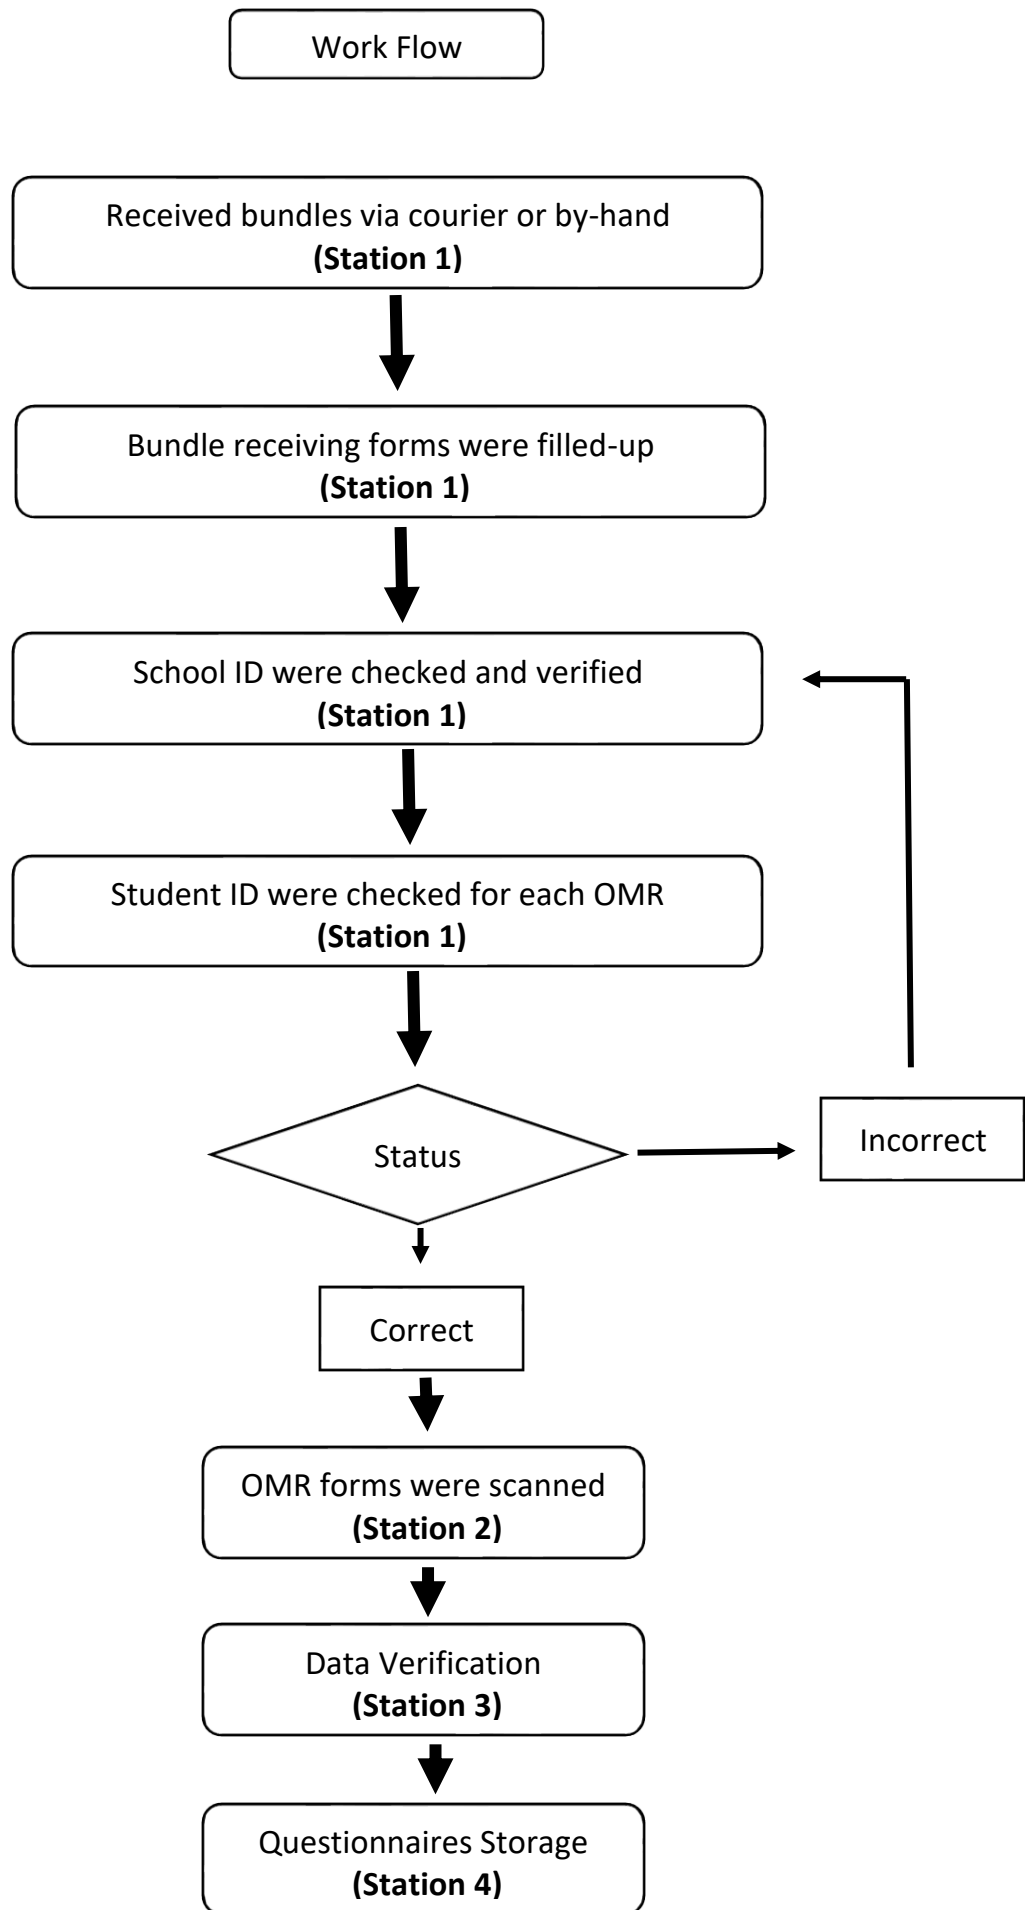 Work Flow
Received bundles via courier or by-hand
(Station 1)
Bundle receiving forms were filled-up
(Station 1)
School ID were checked and verified
(Station 1)
Student ID were checked for each OMR
(Station 1)
Status
Incorrect
Correct
OMR forms were scanned
(Station 2)
Data Verification
(Station 3)
Questionnaires Storage
(Station 4)